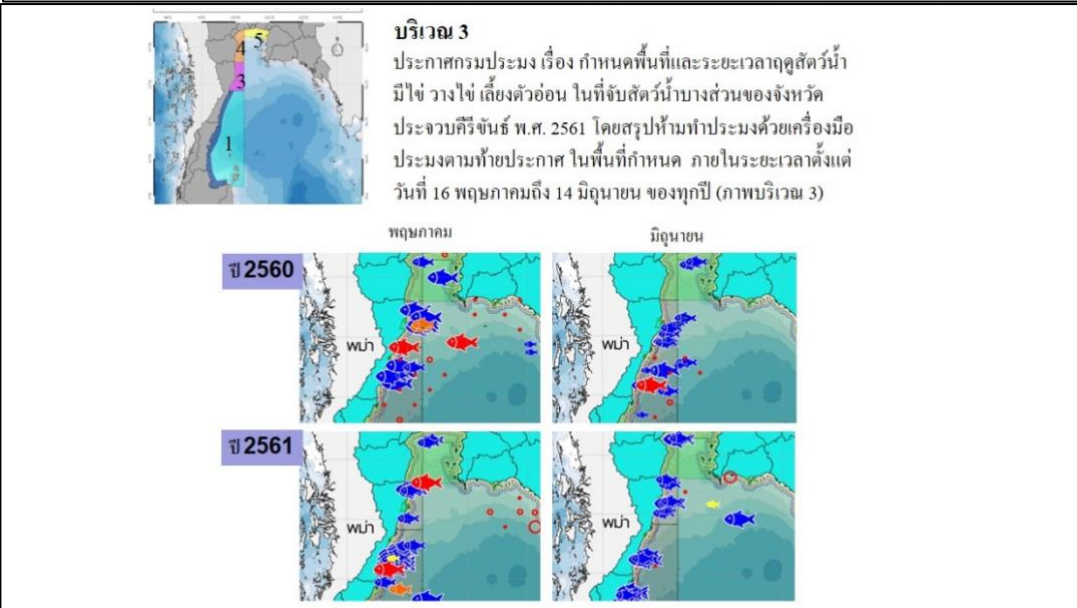 บริเวณ 3
ประกาศกรมประมง เรื่อง กำหนดพื้นที่และระยะเวลาฤดูสัตว์น้ำ
มีไข่ วางไข่ เลี้ยงตัวอ่อน ในที่จับสัตว์น้ำบางส่วนของจังหวัด
ประจวบคีรีขันธ์ พ.ศ. 2561 โดยสรุปห้ามทำประมงด้วยเครื่องมือ
ประมงตามท้ายประกาศ ในพื้นที่กำหนด ภายในระยะเวลาตั้งแต่
วันที่ 16 พฤษภาคมถึง 14 มิถุนายน ของทุกปี (ภาพบริเวณ 3)
5
4
3
1
พฤษภาคม
มิถุนายน
ปี 2560
พม่า
พม่า
ปี 2561
พม่า
พม่า